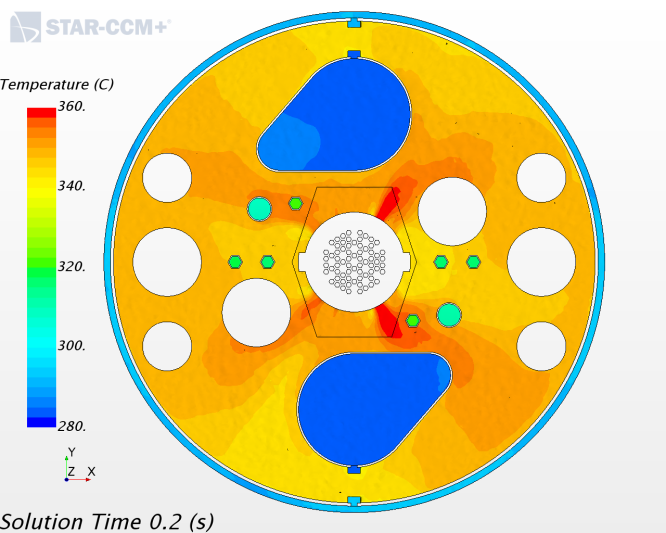 STAR-CCM+
Temperature (C)
360.
340.
320.
300.
280.
Y
Z X
Solution Time 0.2 (s)